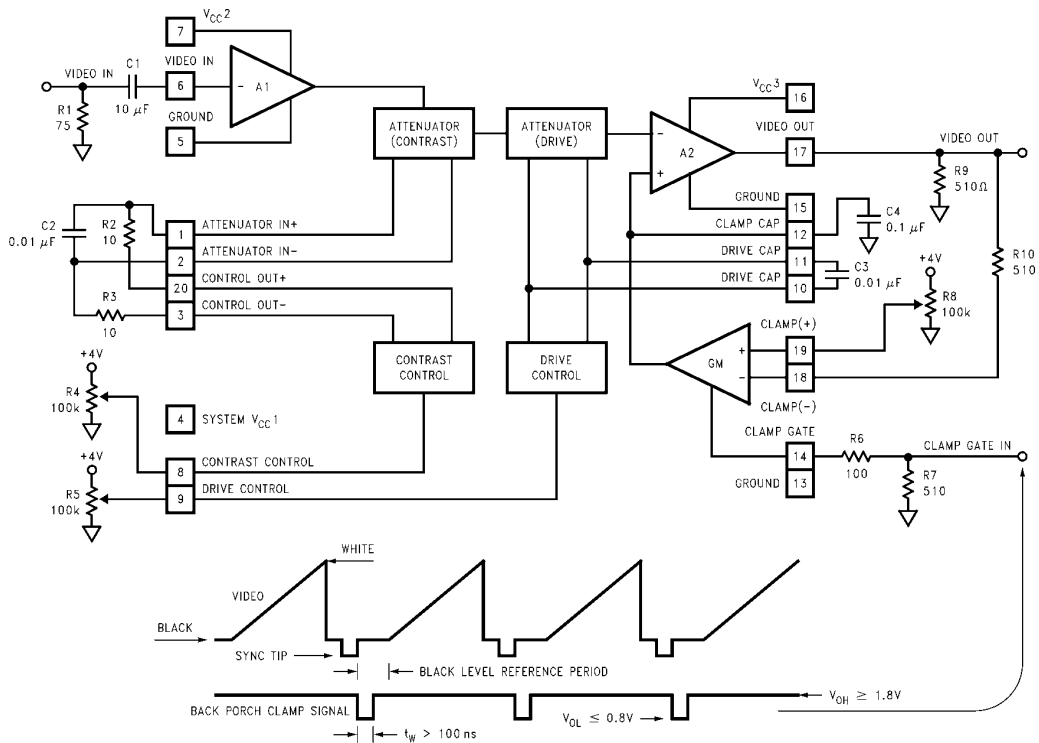 VCC2
7
VIDEO IN
C1
10 µF
R1
75
VIDEO IN
6
GROUND
5
-
A1
ATTENUATOR
(CONTRAST)
ATTENUATOR
(DRIVE)
-
+
A2
VCC3
16
VIDEO OUT
17
VIDEO OUT
R9
510Ω
GROUND
15
CLAMP CAP
12
C4
0.1 µF
DRIVE CAP
11
DRIVE CAP
10
C3
0.01 µF
R10
510
C2
0.01 µF
R2
10
R3
10
1
ATTENUATOR IN+
2
ATTENUATOR IN-
20
CONTROL OUT+
3
CONTROL OUT-
CONTRAST
CONTROL
DRIVE
CONTROL
GM
+
-
CLAMP(+)
19
18
CLAMP(-)
+4V
R8
100k
+4V
R4
100k
4
SYSTEM VCC1
8
CONTRAST CONTROL
9
DRIVE CONTROL
+4V
R5
100k
CLAMP GATE
14
GROUND
13
R6
100
R7
510
CLAMP GATE IN
WHITE
VIDEO
BLACK
SYNC TIP
BLACK LEVEL REFERENCE PERIOD
BACK PORCH CLAMP SIGNAL
VOL ≤ 0.8V
VOH ≥ 1.8V
tW > 100 ns